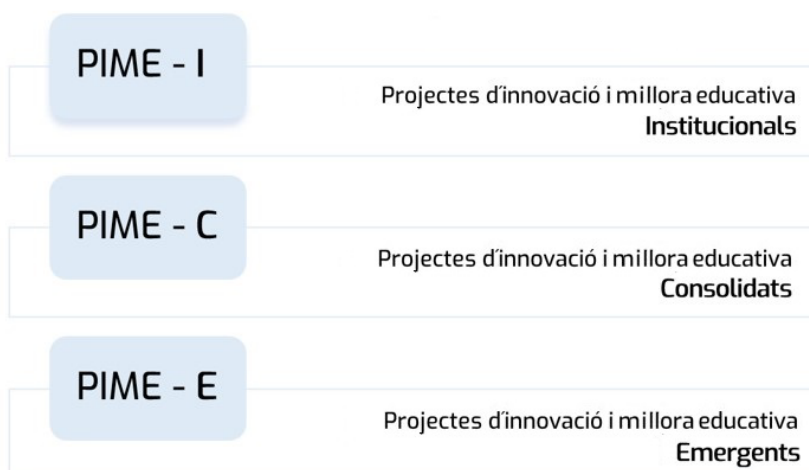 PIME - I
Projectes d´innovació i millora educativa
Institucionals
PIME - C
Projectes d´innovació i millora educativa
Consolidats
PIME - E
Projectes d´innovació i millora educativa
Emergents